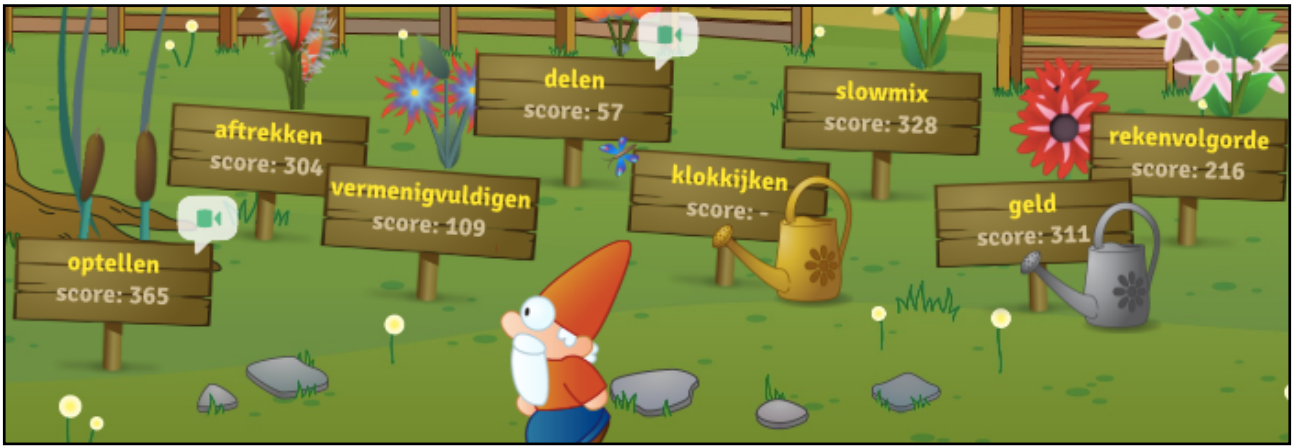 delen
score: 57
slowmix
score: 328
aftrekken
score: 304
rekenvolgorde
score: 216
vermenigvuldigen
score: 109
klokkijken
score: -
geld
score: 311
optellen
score: 365